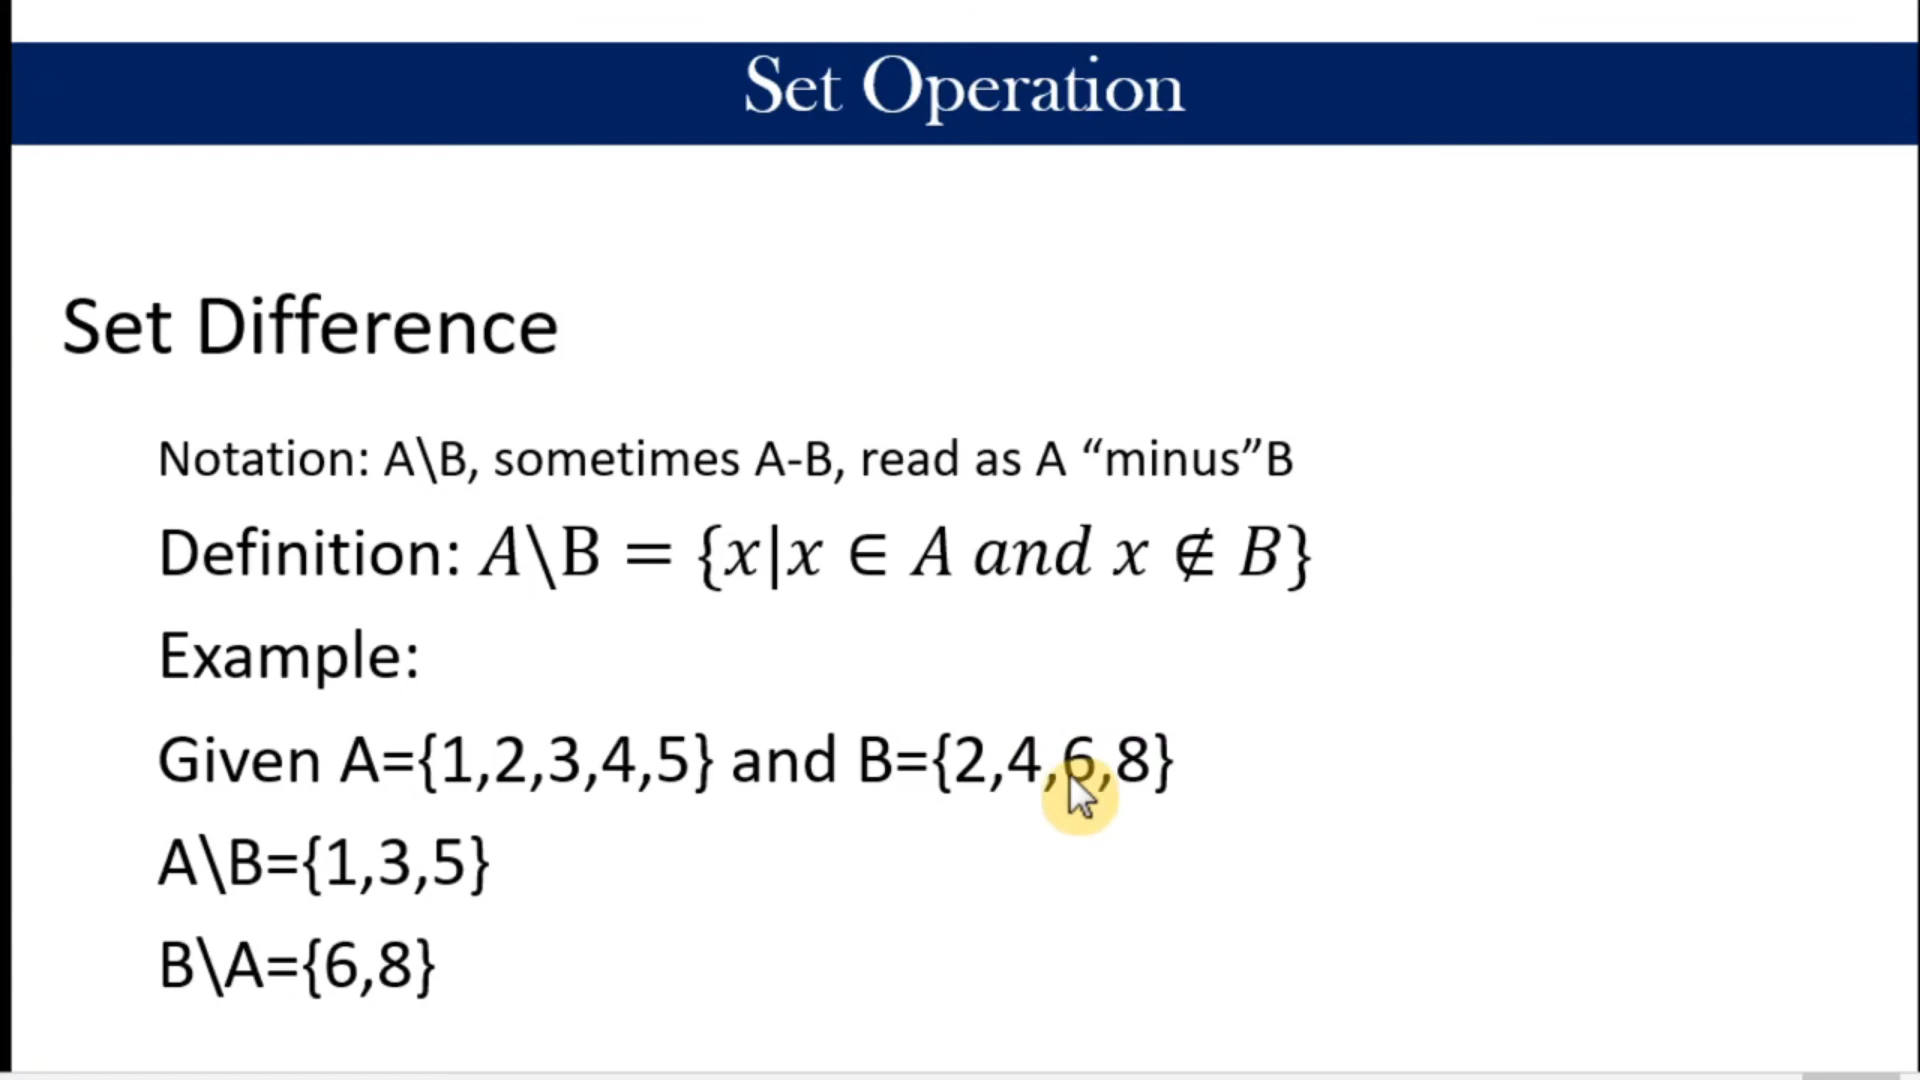 Set Operation
Set Difference
Notation: A\B, sometimes A-B, read as A “minus”B
Definition: A\B = {x|x ∈ A and x ∉ B}
Example:
Given A={1,2,3,4,5} and B={2,4,6,8}
A\B={1,3,5}
B\A={6,8}